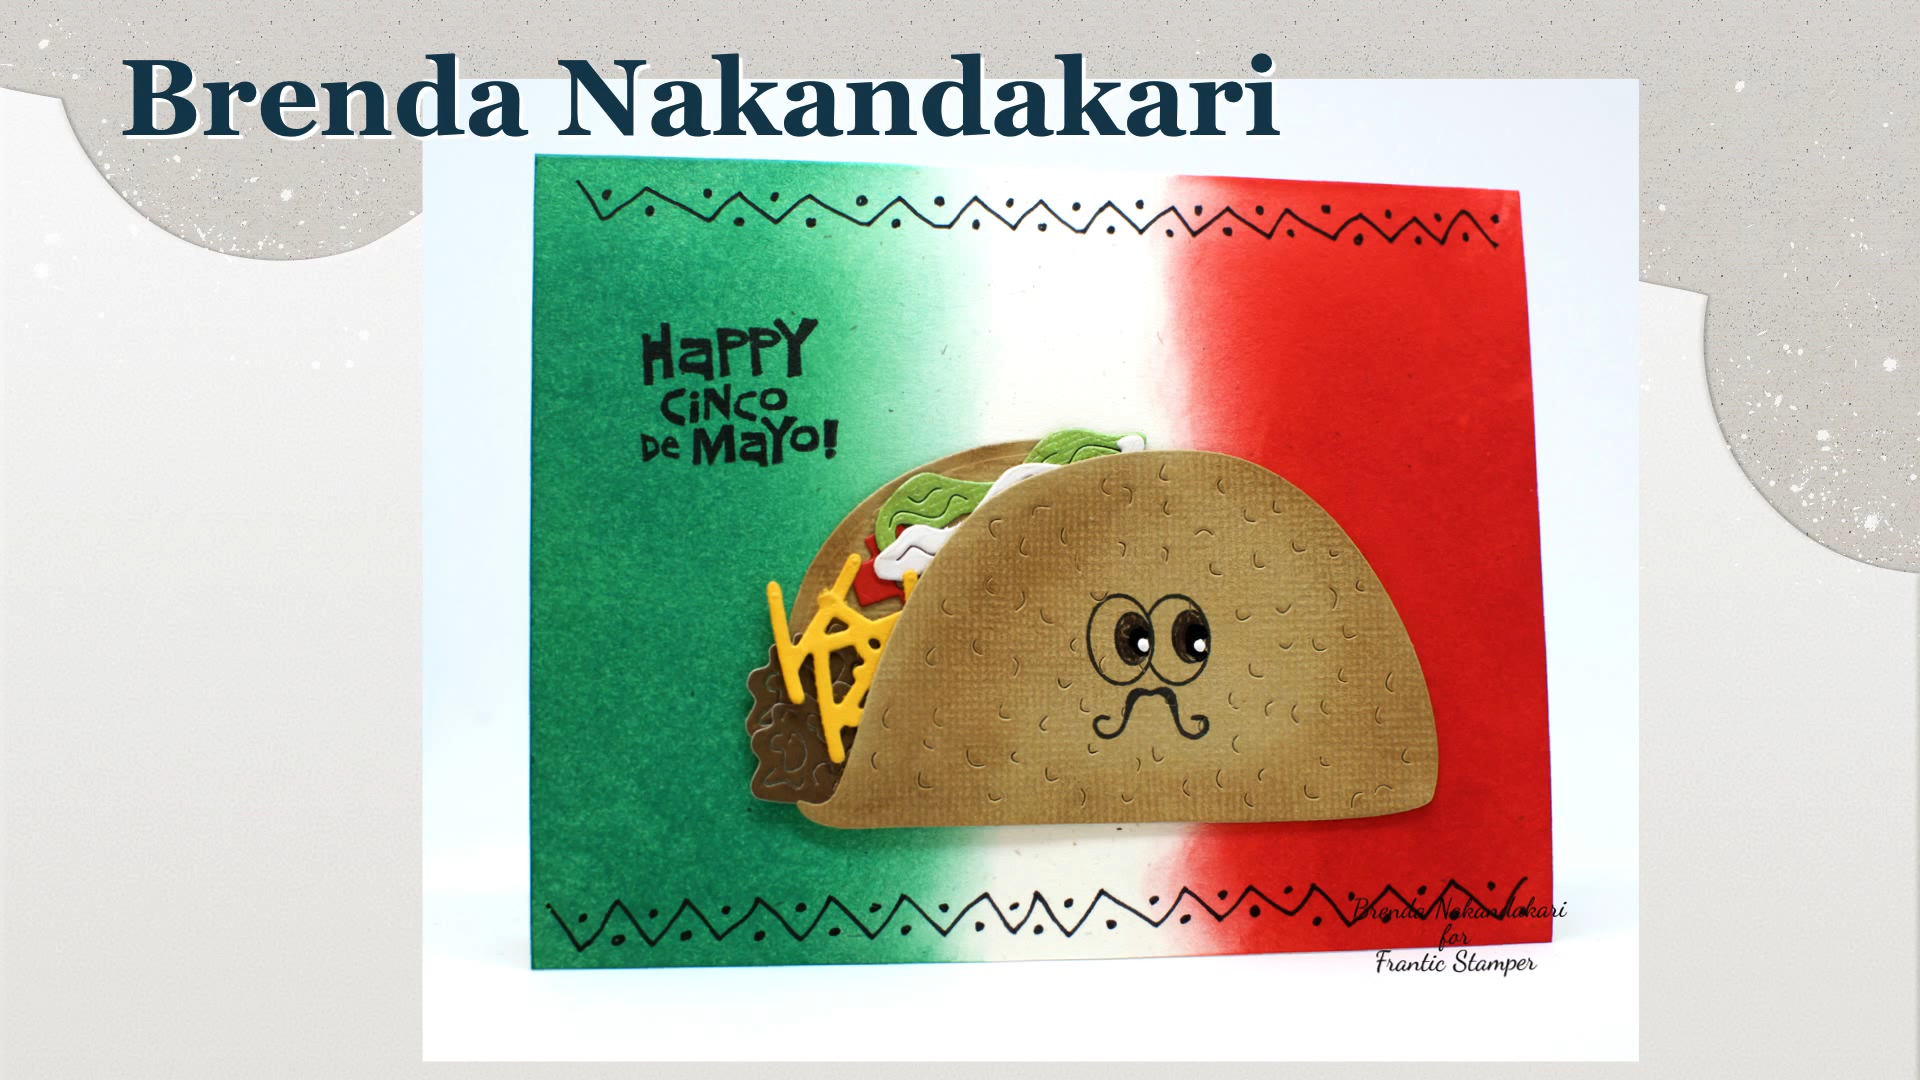 Brenda Nakandakari
HaPPY
CiNCo
De MaYo!
Brenda Nakandakari
for
Frantic Stamper